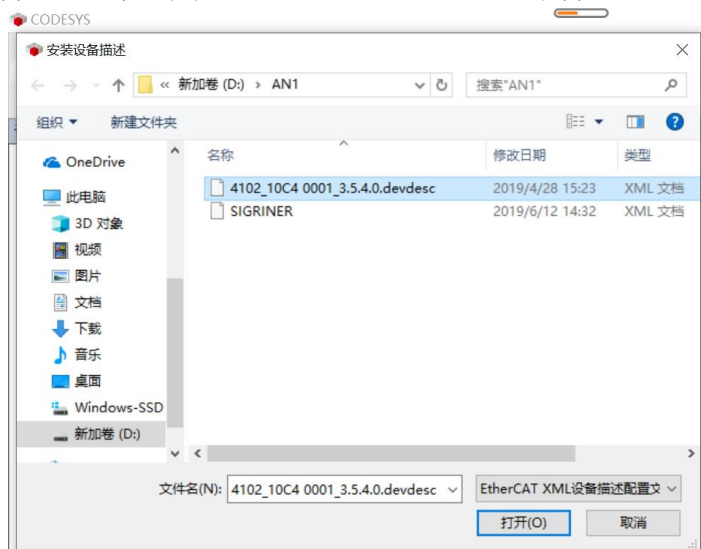 CODESYS
安装设备描述
« 新加卷 (D:) › AN1
搜索"AN1"
组织 新建文件夹
名称 修改日期 类型
OneDrive
此电脑
3D 对象
视频
图片
文档
下载
音乐
桌面
Windows-SSD
新加卷 (D:)
4102_10C4 0001_3.5.4.0.devdesc 2019/4/28 15:23 XML 文档
SIGRINER 2019/6/12 14:32 XML 文档
文件名(N): 4102_10C4 0001_3.5.4.0.devdesc EtherCAT XML设备描述配置文
打开(O) 取消